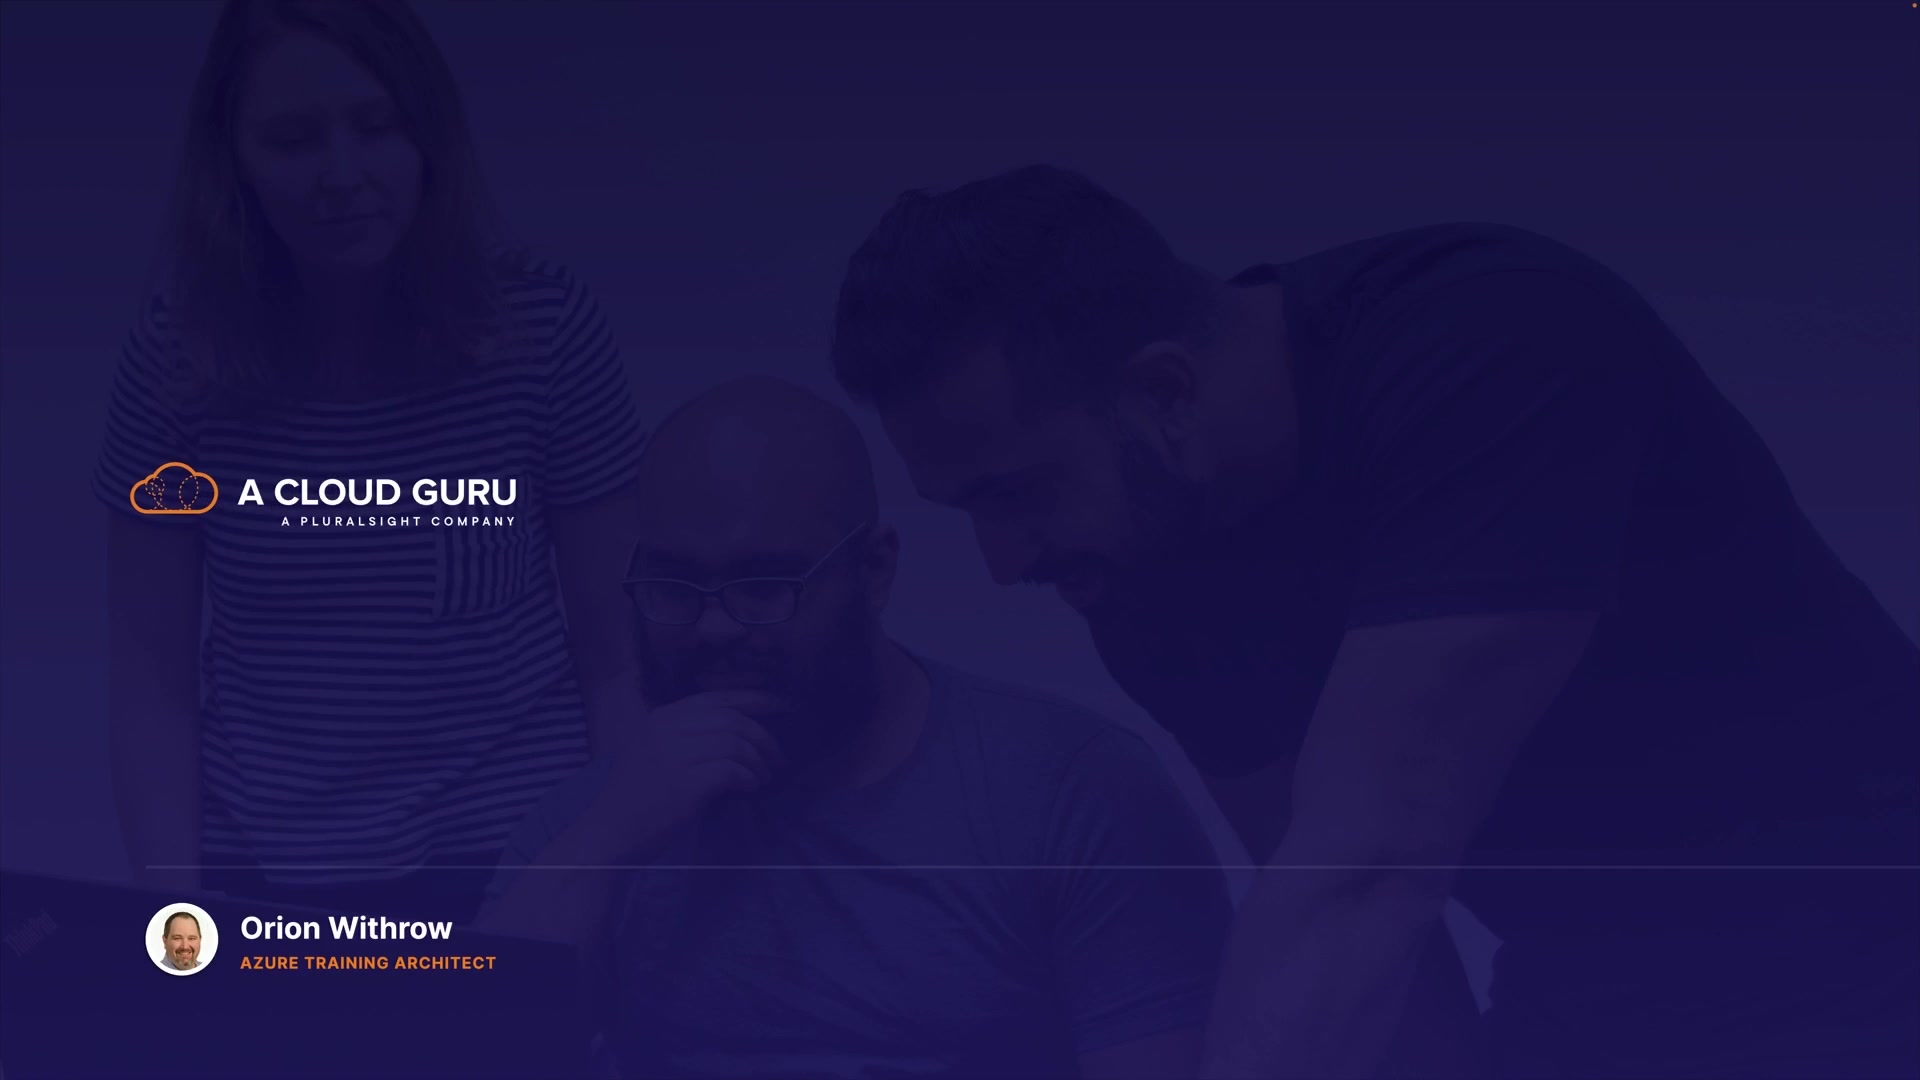 A CLOUD GURU
A PLURALSIGHT COMPANY
Orion Withrow
AZURE TRAINING ARCHITECT